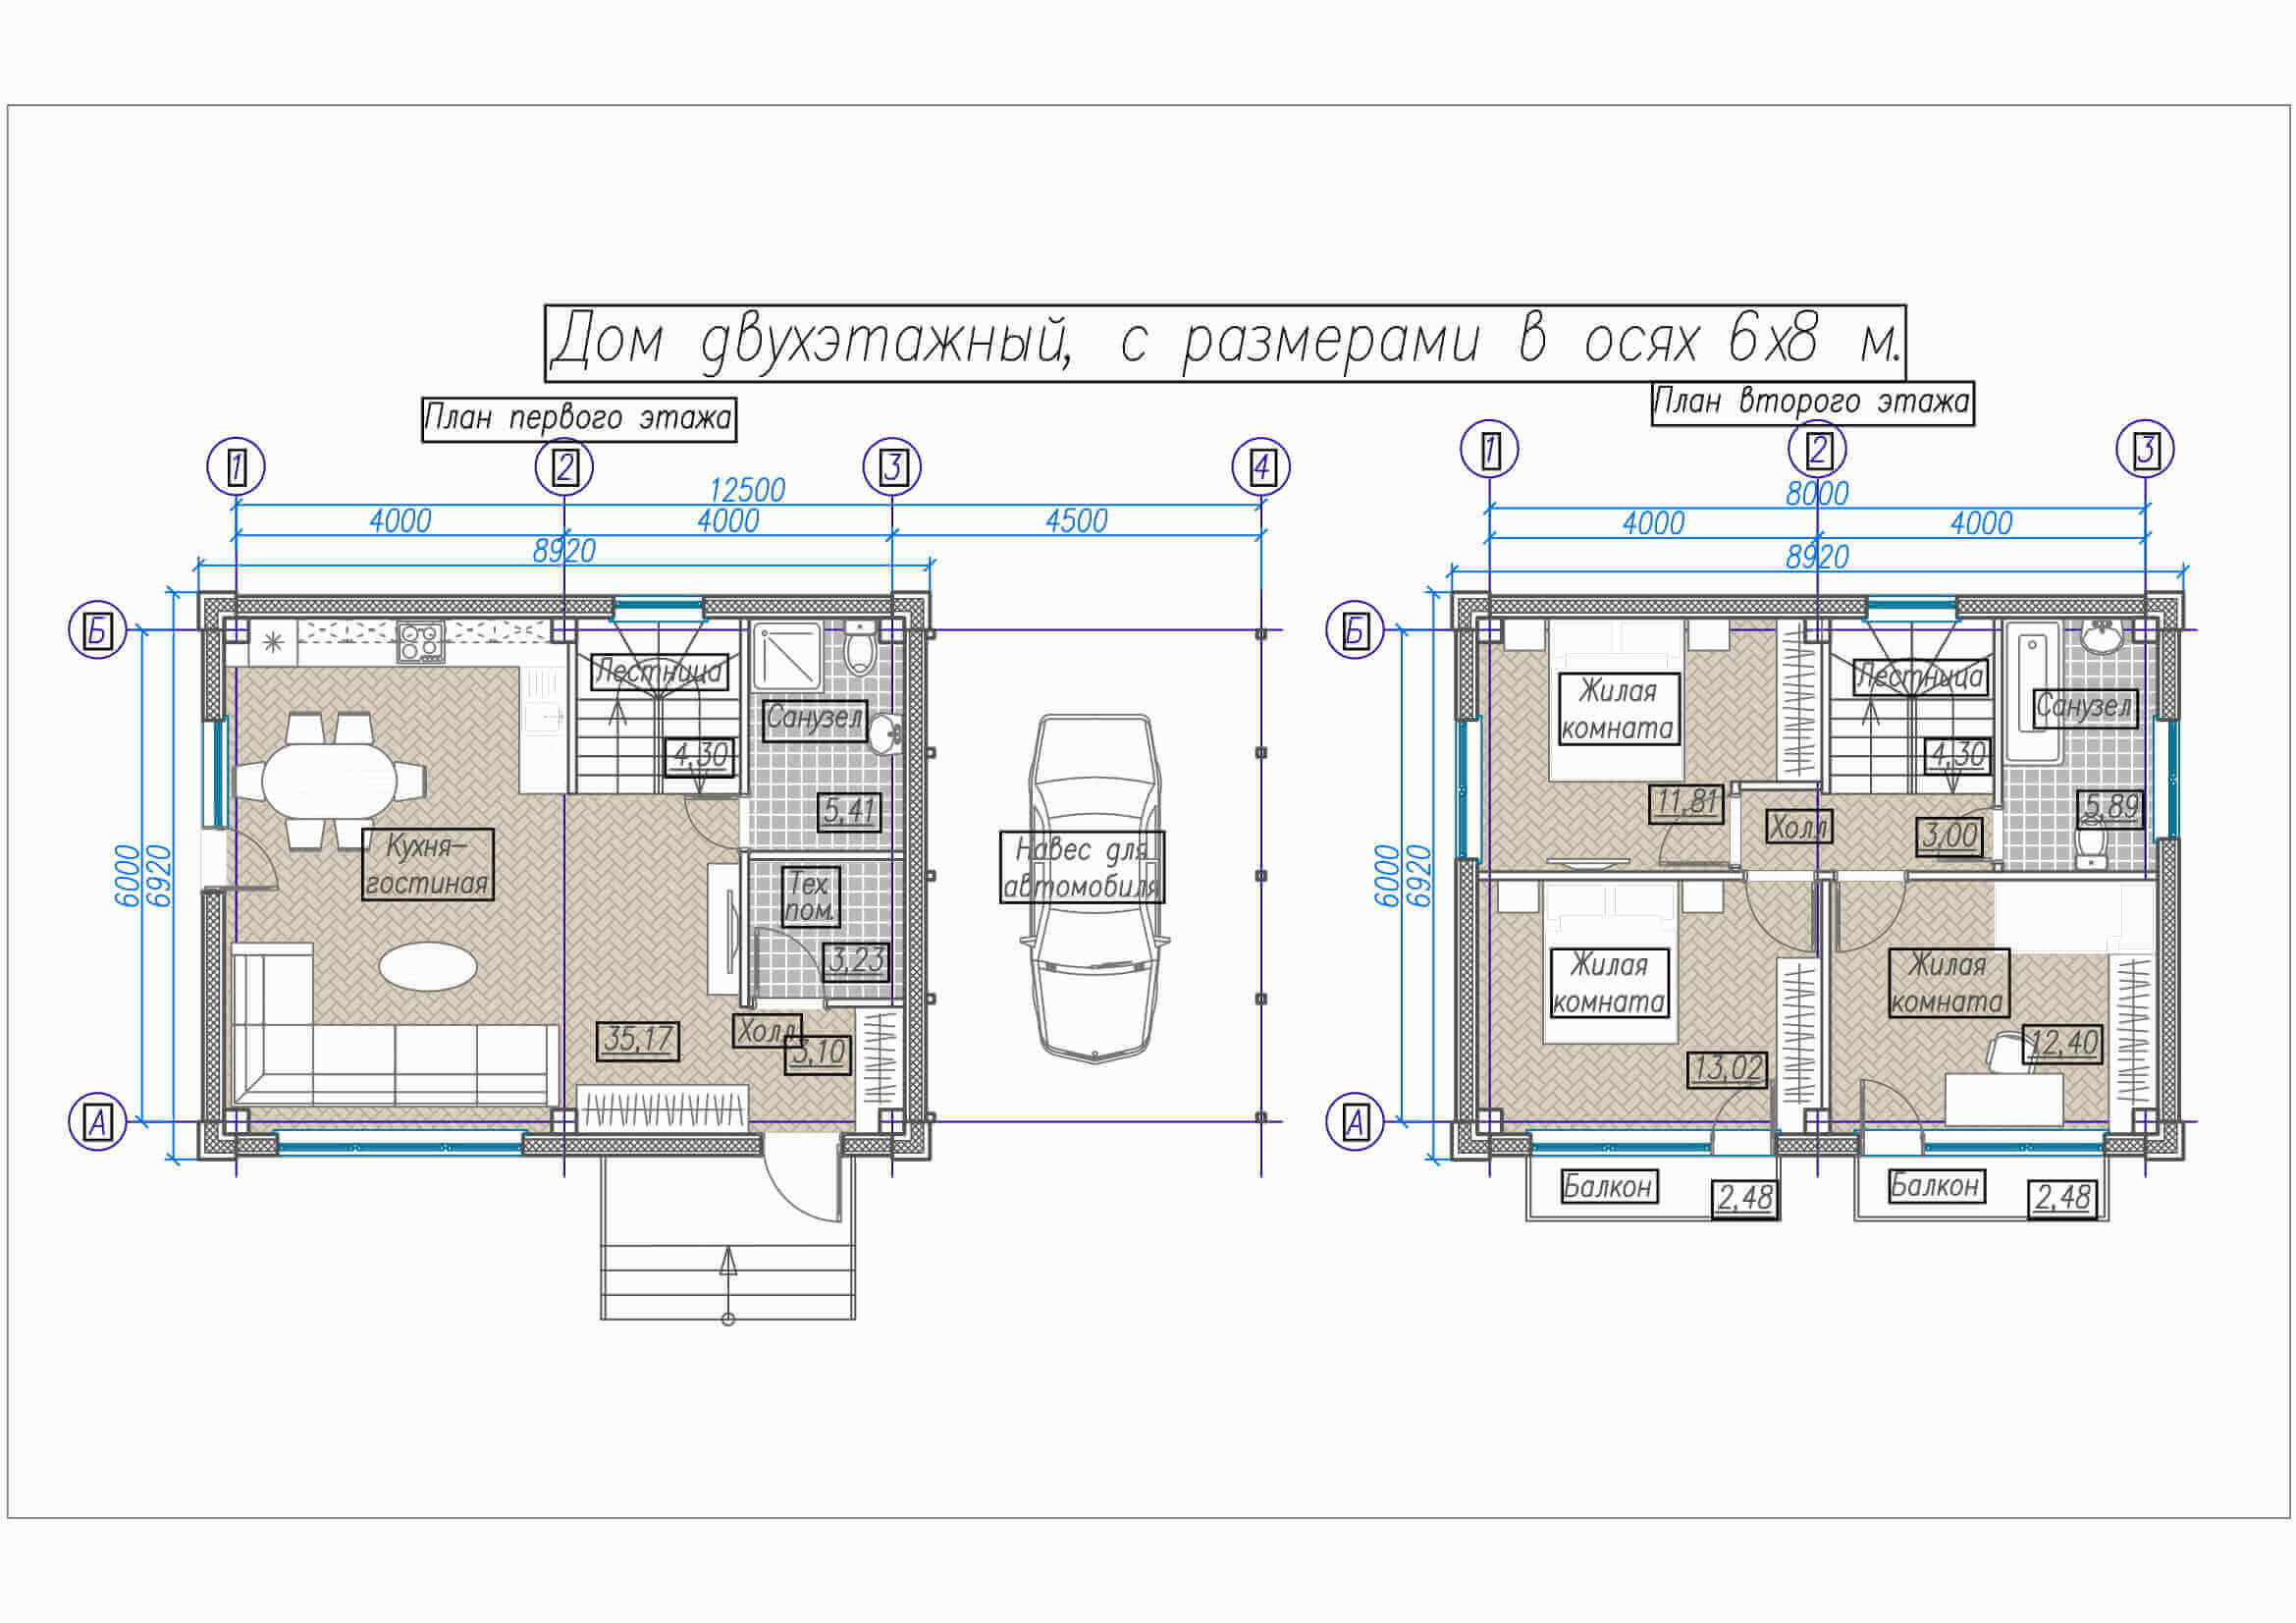 Дом двухэтажный, с размерами в осях 6х8 м.
План первого этажа
План второго этажа
1
2
3
4
12500
4000
4000
4500
8920
Б
А
6000
6920
Лестница
4,30
Санузел
5,41
Кухня-
гостиная
35,17
Тех.
пом.
3,23
Холл
3,10
Навес для
автомобиля
1
2
3
8000
4000
4000
8920
Б
А
6000
6920
Жилая
комната
11,81
Лестница
4,30
Санузел
5,89
Холл
3,00
Жилая
комната
13,02
Жилая
комната
12,40
Балкон
2,48
Балкон
2,48